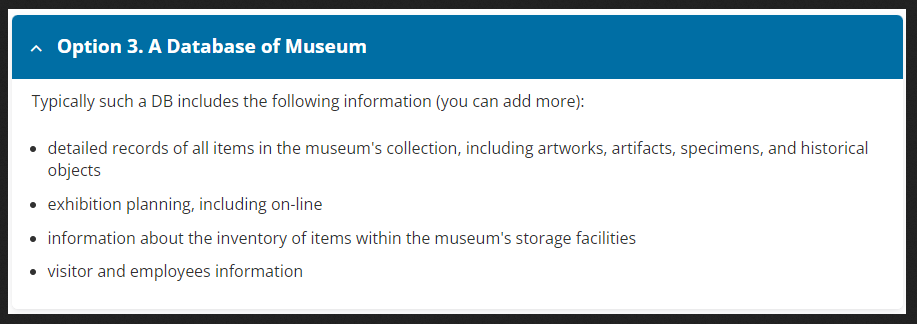 Option 3. A Database of Museum
Typically such a DB includes the following information (you can add more):
• detailed records of all items in the museum's collection, including artworks, artifacts, specimens, and historical
objects
• exhibition planning, including on-line
• information about the inventory of items within the museum's storage facilities
• visitor and employees information